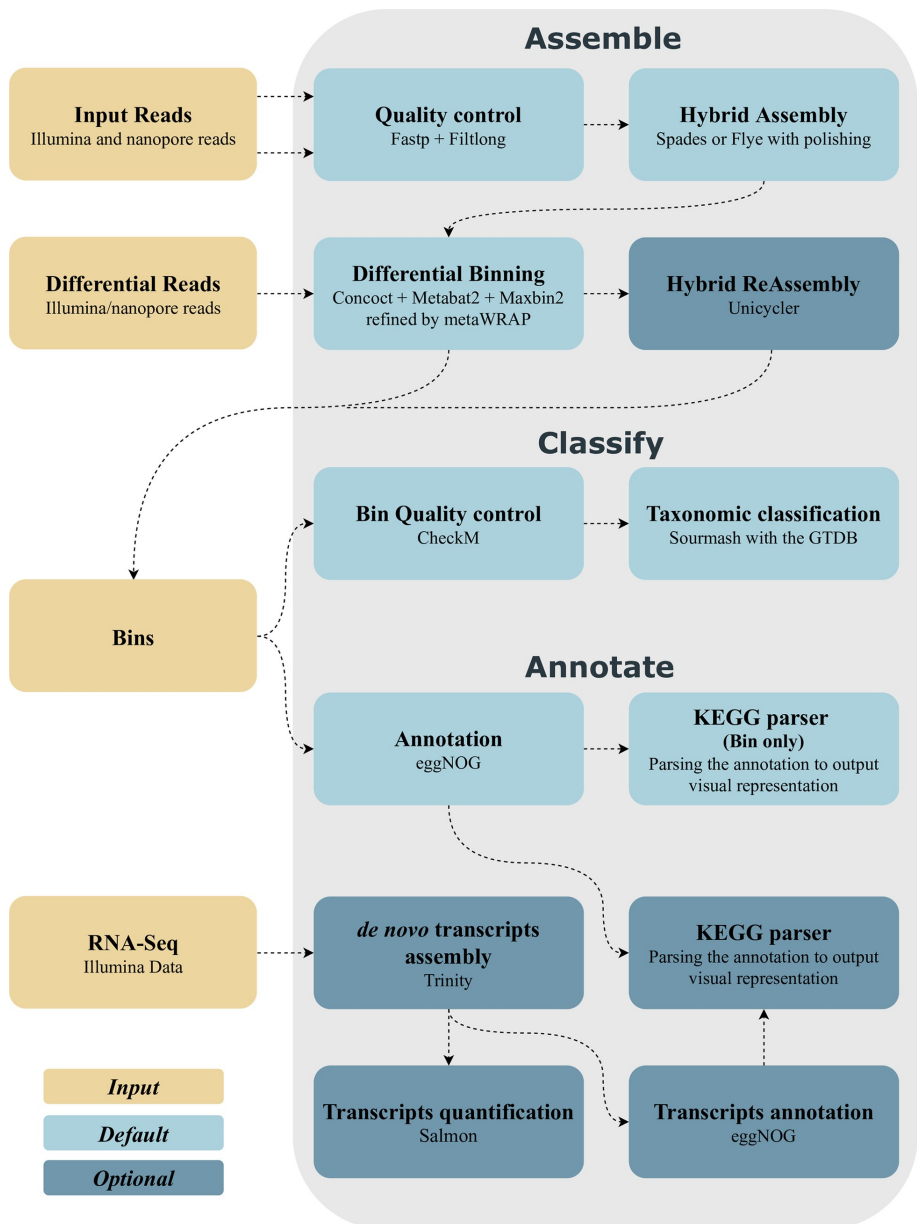 Assemble
Input Reads
Illumina and nanopore reads
Quality control
Fastp + Filtlong
Hybrid Assembly
Spades or Flye with polishing
Differential Reads
Illumina/nanopore reads
Differential Binning
Concoct + Metabat2 + Maxbin2
refined by metaWRAP
Hybrid ReAssembly
Unicycler
Classify
Bin Quality control
CheckM
Taxonomic classification
Sourmash with the GTDB
Bins
Annotate
Annotation
eggNOG
KEGG parser
(Bin only)
Parsing the annotation to output
visual representation
RNA-Seq
Illumina Data
de novo transcripts
assembly
Trinity
KEGG parser
Parsing the annotation to output
visual representation
Transcripts quantification
Salmon
Transcripts annotation
eggNOG
Input
Default
Optional